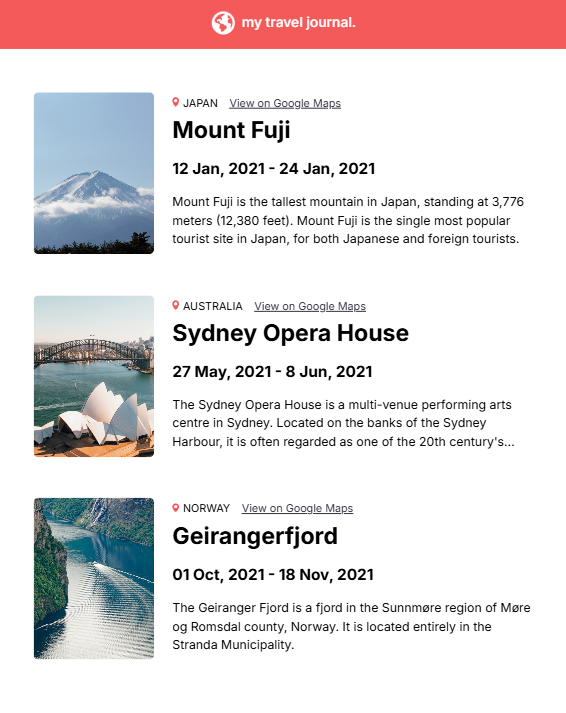 my travel journal.
JAPAN View on Google Maps
Mount Fuji
12 Jan, 2021 - 24 Jan, 2021
Mount Fuji is the tallest mountain in Japan, standing at 3,776
meters (12,380 feet). Mount Fuji is the single most popular
tourist site in Japan, for both Japanese and foreign tourists.
AUSTRALIA View on Google Maps
Sydney Opera House
27 May, 2021 - 8 Jun, 2021
The Sydney Opera House is a multi-venue performing arts
centre in Sydney. Located on the banks of the Sydney
Harbour, it is often regarded as one of the 20th century's...
NORWAY View on Google Maps
Geirangerfjord
01 Oct, 2021 - 18 Nov, 2021
The Geiranger Fjord is a fjord in the Sunnmøre region of Møre
og Romsdal county, Norway. It is located entirely in the
Stranda Municipality.